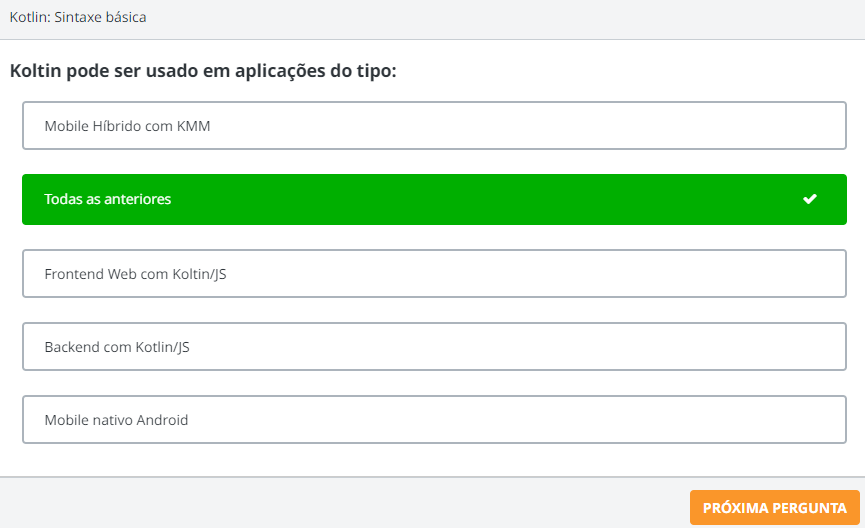 Kotlin: Sintaxe básica
Koltin pode ser usado em aplicações do tipo:
Mobile Híbrido com KMM
Todas as anteriores
Frontend Web com Koltin/JS
Backend com Kotlin/JS
Mobile nativo Android
PRÓXIMA PERGUNTA